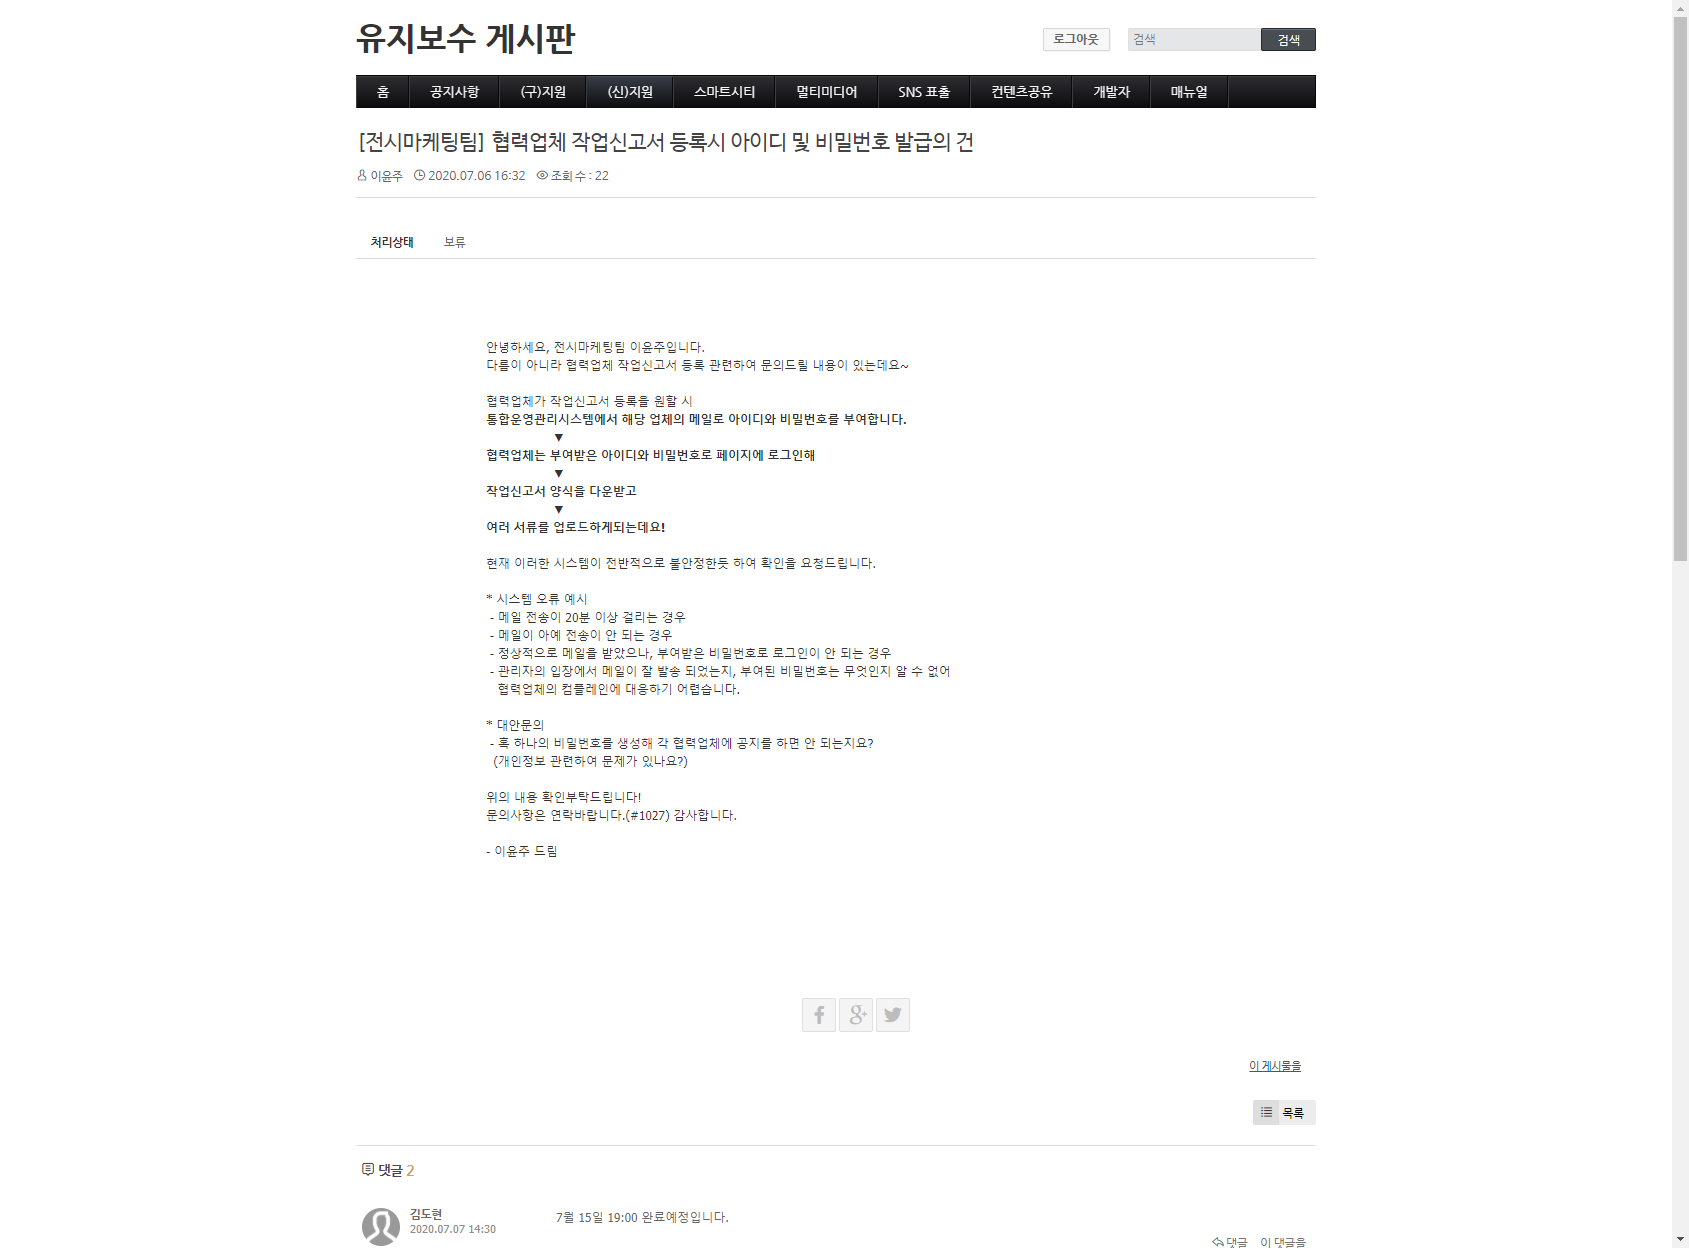 유지보수 게시판
로그아웃
검색
검색
홈
공지사항
(구)지원
(신)지원
스마트시티
멀티미디어
SNS 표출
컨텐츠공유
개발자
매뉴얼
[전시마케팅팀] 협력업체 작업신고서 등록시 아이디 및 비밀번호 발급의 건
이윤주 2020.07.06 16:32 조회 수 : 22
처리상태 보류
안녕하세요, 전시마케팅팀 이윤주입니다.
다름이 아니라 협력업체 작업신고서 등록 관련하여 문의드릴 내용이 있는데요~
협력업체가 작업신고서 등록을 원할 시
통합운영관리시스템에서 해당 업체의 메일로 아이디와 비밀번호를 부여합니다.
▼
협력업체는 부여받은 아이디와 비밀번호로 페이지에 로그인해
▼
작업신고서 양식을 다운받고
▼
여러 서류를 업로드하게되는데요!
현재 이러한 시스템이 전반적으로 불안정한듯 하여 확인을 요청드립니다.
* 시스템 오류 예시
- 메일 전송이 20분 이상 걸리는 경우
- 메일이 아예 전송이 안 되는 경우
- 정상적으로 메일을 받았으나, 부여받은 비밀번호로 로그인이 안 되는 경우
- 관리자의 입장에서 메일이 잘 발송 되었는지, 부여된 비밀번호는 무엇인지 알 수 없어
협력업체의 컴플레인에 대응하기 어렵습니다.
* 대안문의
- 혹 하나의 비밀번호를 생성해 각 협력업체에 공지를 하면 안 되는지요?
(개인정보 관련하여 문제가 있나요?)
위의 내용 확인부탁드립니다!
문의사항은 연락바랍니다.(#1027) 감사합니다.
- 이윤주 드림
이 게시물을
목록
댓글 2
김도현
2020.07.07 14:30
7월 15일 19:00 완료예정입니다.
댓글 이 댓글을